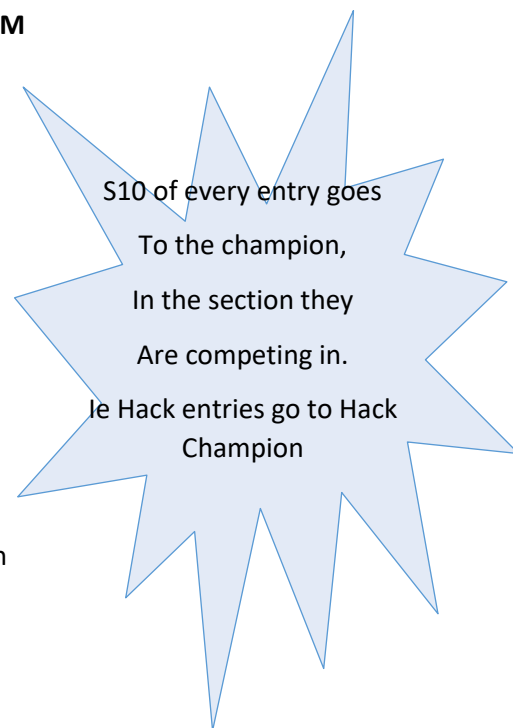 M
S10 of every entry goes
To the champion,
In the section they
Are competing in.
Ie Hack entries go to Hack
Champion